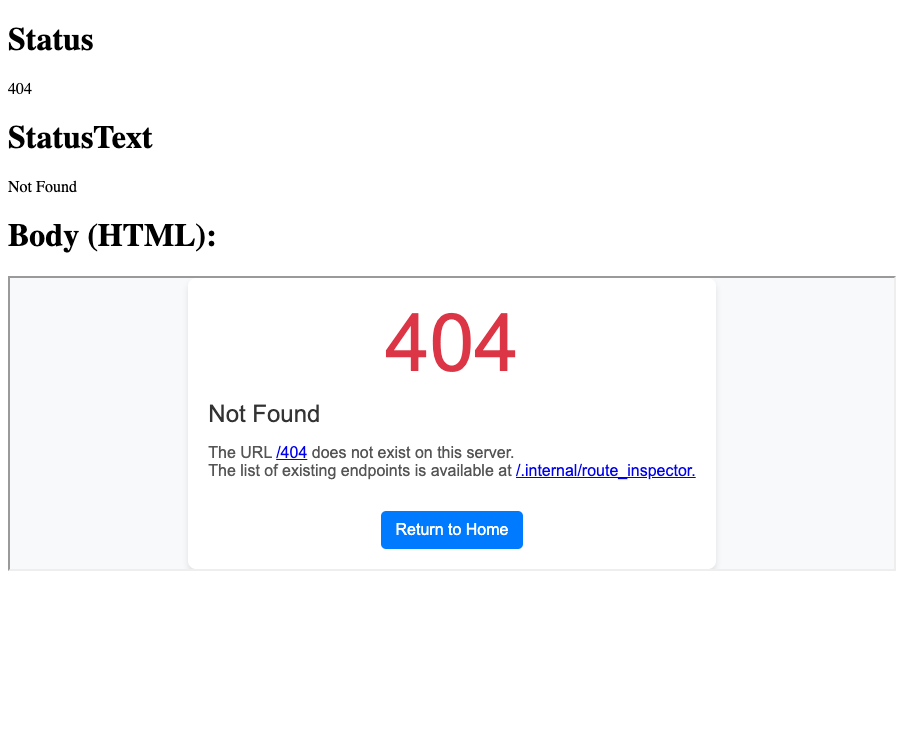 Status
404
StatusText
Not Found
Body (HTML):
404
Not Found
The URL /404 does not exist on this server.
The list of existing endpoints is available at /.internal/route_inspector.
Return to Home